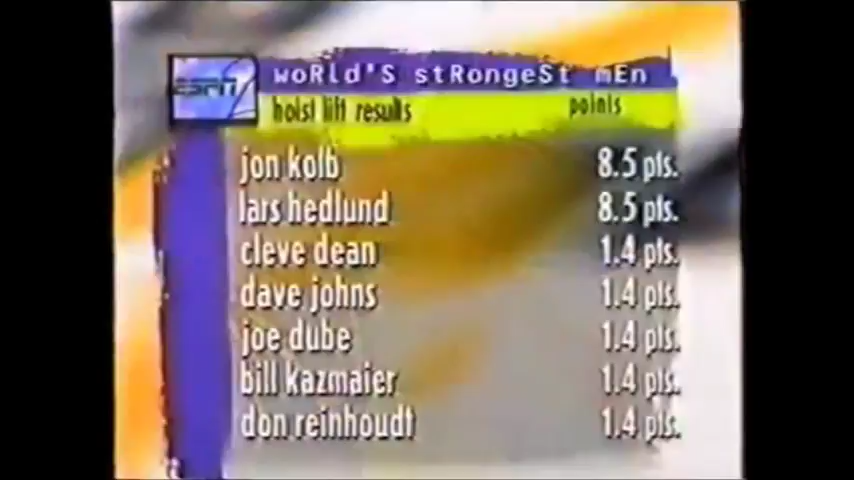 ESPN woRld'S stRongeSt mEn
hoist lift results points
jon kolb 8.5 pts.
lars hedlund 8.5 pts.
cleve dean 1.4 pts.
dave johns 1.4 pts.
joe dube 1.4 pts.
bill kazmaier 1.4 pts.
don reinhoudt 1.4 pts.